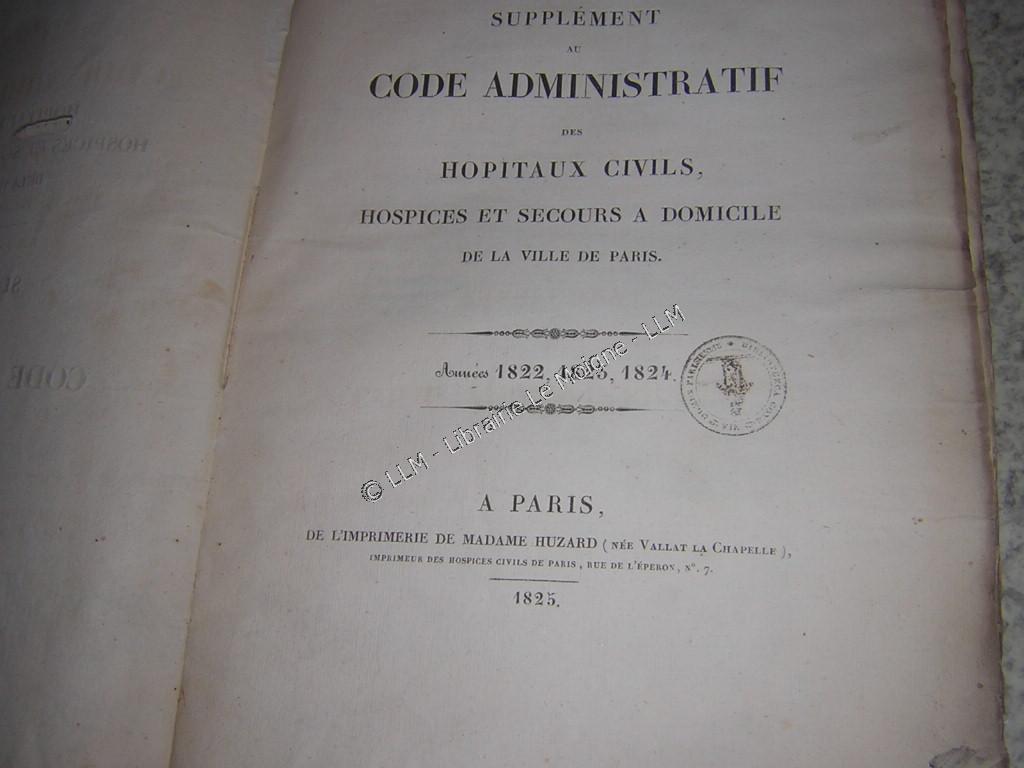 SUPPLÉMENT
AU
CODE ADMINISTRATIF
DES
HOPITAUX CIVILS,
HOSPICES ET SECOURS A DOMICILE
DE LA VILLE DE PARIS.
Années 1822, 1823, 1824.
© LLM - Librairie Le Moigne - LLM
A PARIS,
DE L'IMPRIMERIE DE MADAME HUZARD (NÉE VALLAT LA CHAPELLE),
IMPRIMEUR DES HOSPICES CIVILS DE PARIS, RUE DE L'ÉPERON, N°. 7.
1825.
CODE